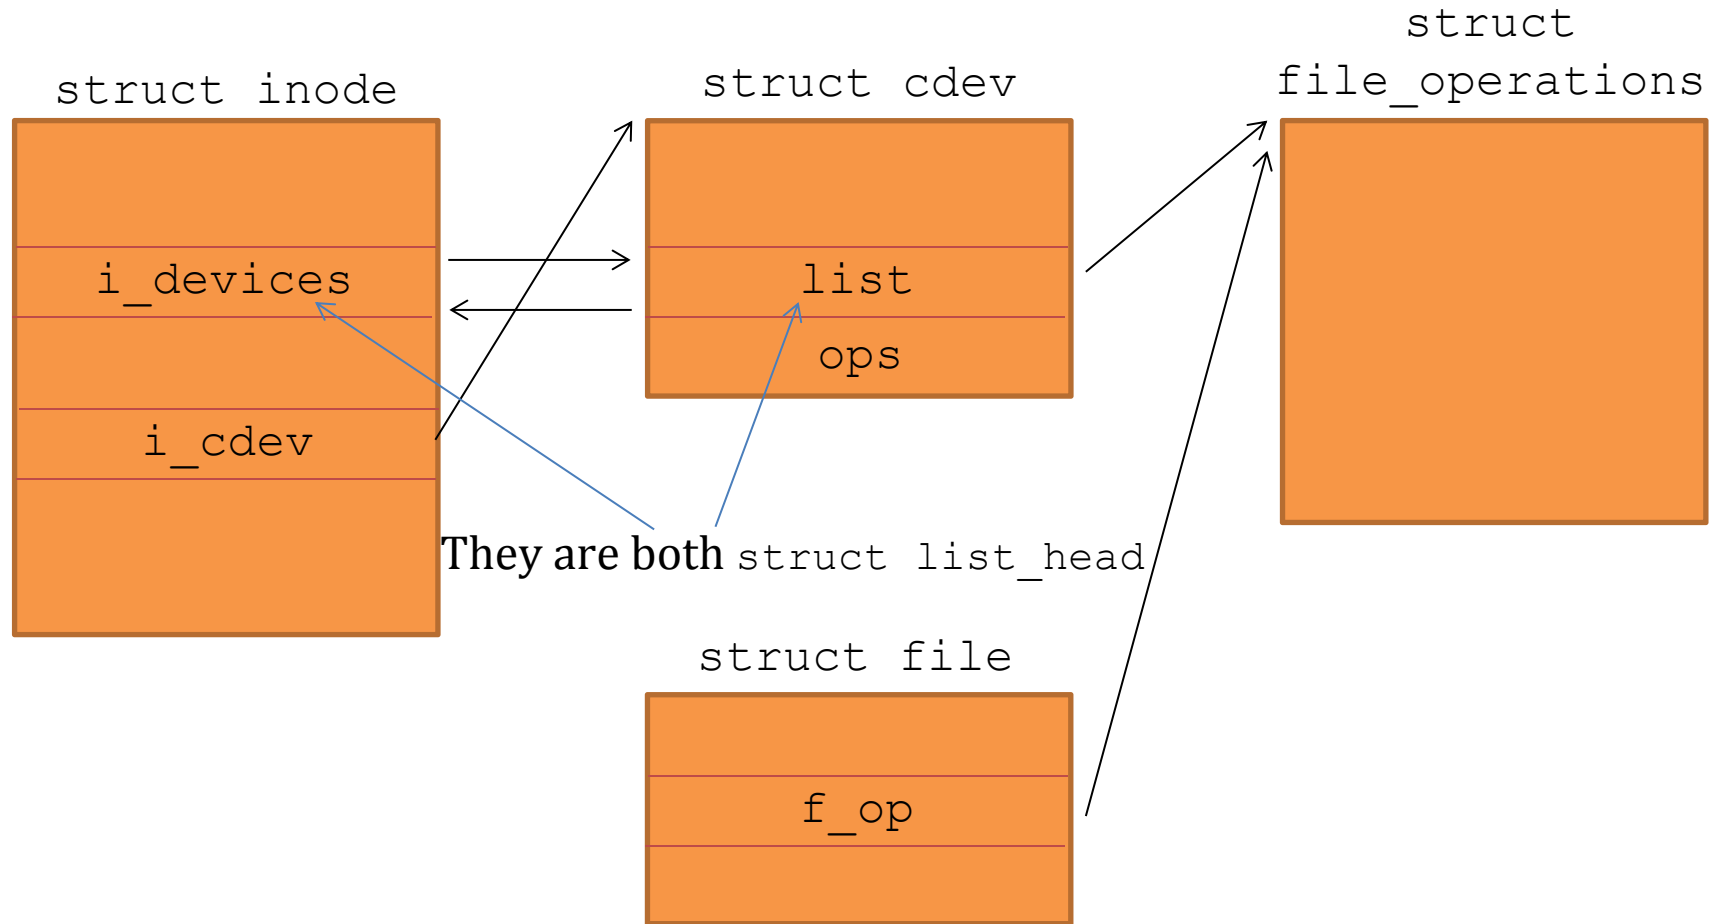 struct inode
i_devices
i_cdev
struct cdev
list
ops
struct
file_operations
They are both struct list_head
struct file
f_op